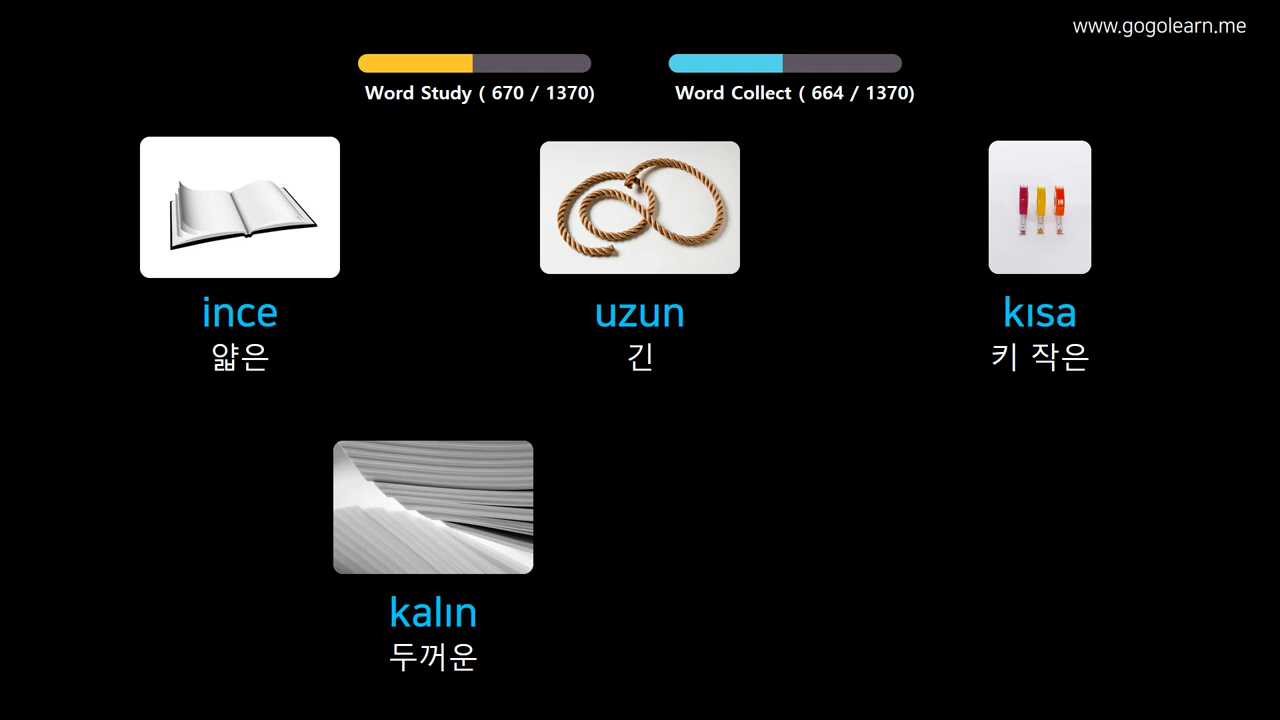 www.gogolearn.me
Word Study ( 670 / 1370)
Word Collect ( 664 / 1370)
ince
얇은
uzun
긴
kısa
키 작은
kalın
두꺼운